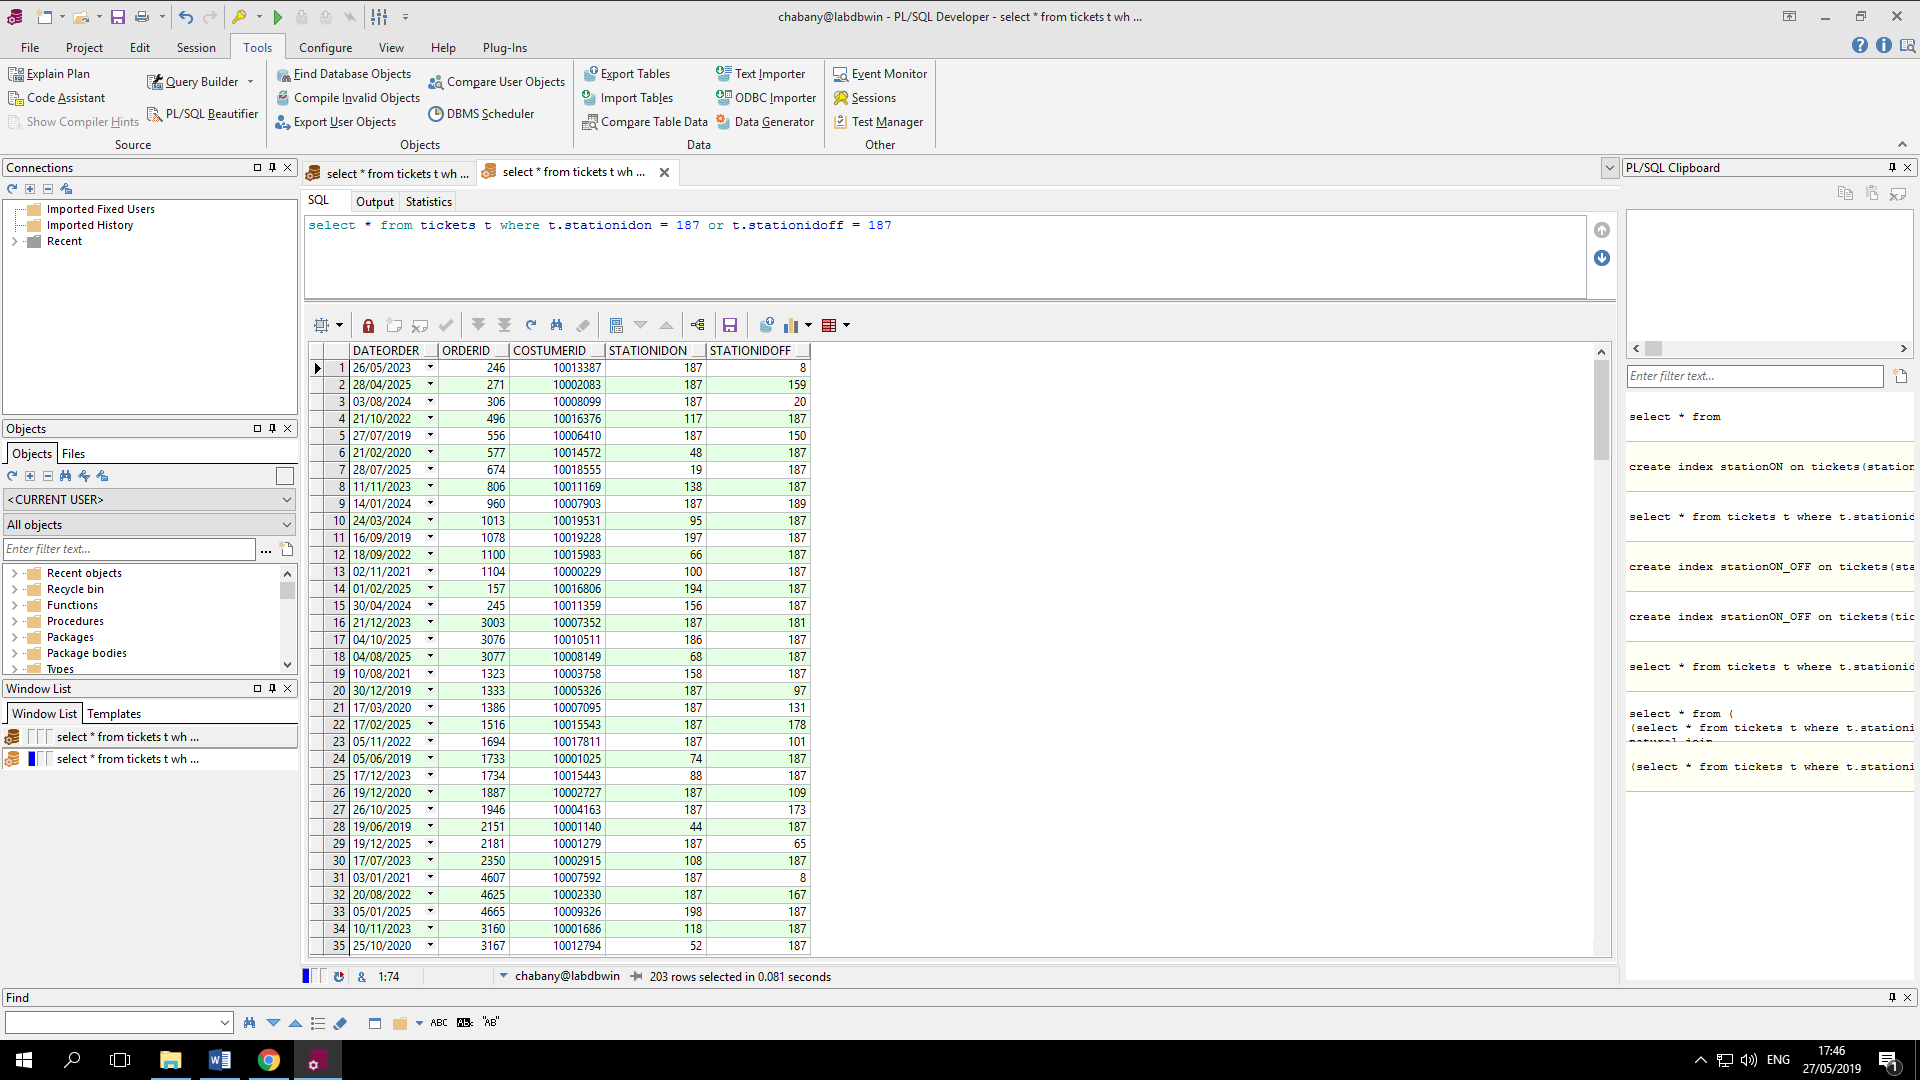 chabany@labdbwin - PL/SQL Developer - select * from tickets t wh ...
File Project Edit Session Tools Configure View Help Plug-Ins
Explain Plan
Code Assistant
Show Compiler Hints
Query Builder
PL/SQL Beautifier
Source
Find Database Objects
Compile Invalid Objects
Export User Objects
Compare User Objects
DBMS Scheduler
Objects
Export Tables
Import Tables
Compare Table Data
Text Importer
ODBC Importer
Data Generator
Data
Event Monitor
Sessions
Test Manager
Other
Connections
Imported Fixed Users
Imported History
Recent
Objects
Objects Files
<CURRENT USER>
All objects
Enter filter text...
Recent objects
Recycle bin
Functions
Procedures
Packages
Package bodies
Types
Window List
Window List Templates
select * from tickets t wh ...
select * from tickets t wh ...
select * from tickets t wh ...
select * from tickets t wh ...
SQL Output Statistics
select * from tickets t where t.stationidon = 187 or t.stationidoff = 187
DATEORDER ORDERID COSTUMERID STATIONIDON STATIONIDOFF
1 26/05/2023 246 10013387 187 8
2 28/04/2025 271 10002083 187 159
3 03/08/2024 306 10008099 187 20
4 21/10/2022 496 10016376 117 187
5 27/07/2019 556 10006410 187 150
6 21/02/2020 577 10014572 48 187
7 28/07/2025 674 10018555 19 187
8 11/11/2023 806 10011169 138 187
9 14/01/2024 960 10007903 187 189
10 24/03/2024 1013 10019531 95 187
11 16/09/2019 1078 10019228 197 187
12 18/09/2022 1100 10015983 66 187
13 02/11/2021 1104 10000229 100 187
14 01/02/2025 157 10016806 194 187
15 30/04/2024 245 10011359 156 187
16 21/12/2023 3003 10007352 187 181
17 04/10/2025 3076 10010511 186 187
18 04/08/2025 3077 10008149 68 187
19 10/08/2021 1323 10003758 158 187
20 30/12/2019 1333 10005326 187 97
21 17/03/2020 1386 10007095 187 131
22 17/02/2025 1516 10015543 187 178
23 05/11/2022 1694 10017811 187 101
24 05/06/2019 1733 10001025 74 187
25 17/12/2023 1734 10015443 88 187
26 19/12/2020 1887 10002727 187 109
27 26/10/2025 1946 10004163 187 173
28 19/06/2019 2151 10001140 44 187
29 19/12/2025 2181 10001279 187 65
30 17/07/2023 2350 10002915 108 187
31 03/01/2021 4607 10007592 187 8
32 20/08/2022 4625 10002330 187 167
33 05/01/2025 4665 10009326 198 187
34 10/11/2023 3160 10001686 118 187
35 25/10/2020 3167 10012794 52 187
& 1:74 chabany@labdbwin 203 rows selected in 0.081 seconds
PL/SQL Clipboard
Enter filter text...
select * from
create index stationON on tickets(station
select * from tickets t where t.stationid
create index stationON_OFF on tickets(sta
create index stationON_OFF on tickets(tic
select * from tickets t where t.stationid
select * from (
(select * from tickets t where t.stationi
natural join
(select * from tickets t where t.stationi
Find
ABC ABc "AB"
ENG
17:46
27/05/2019
1